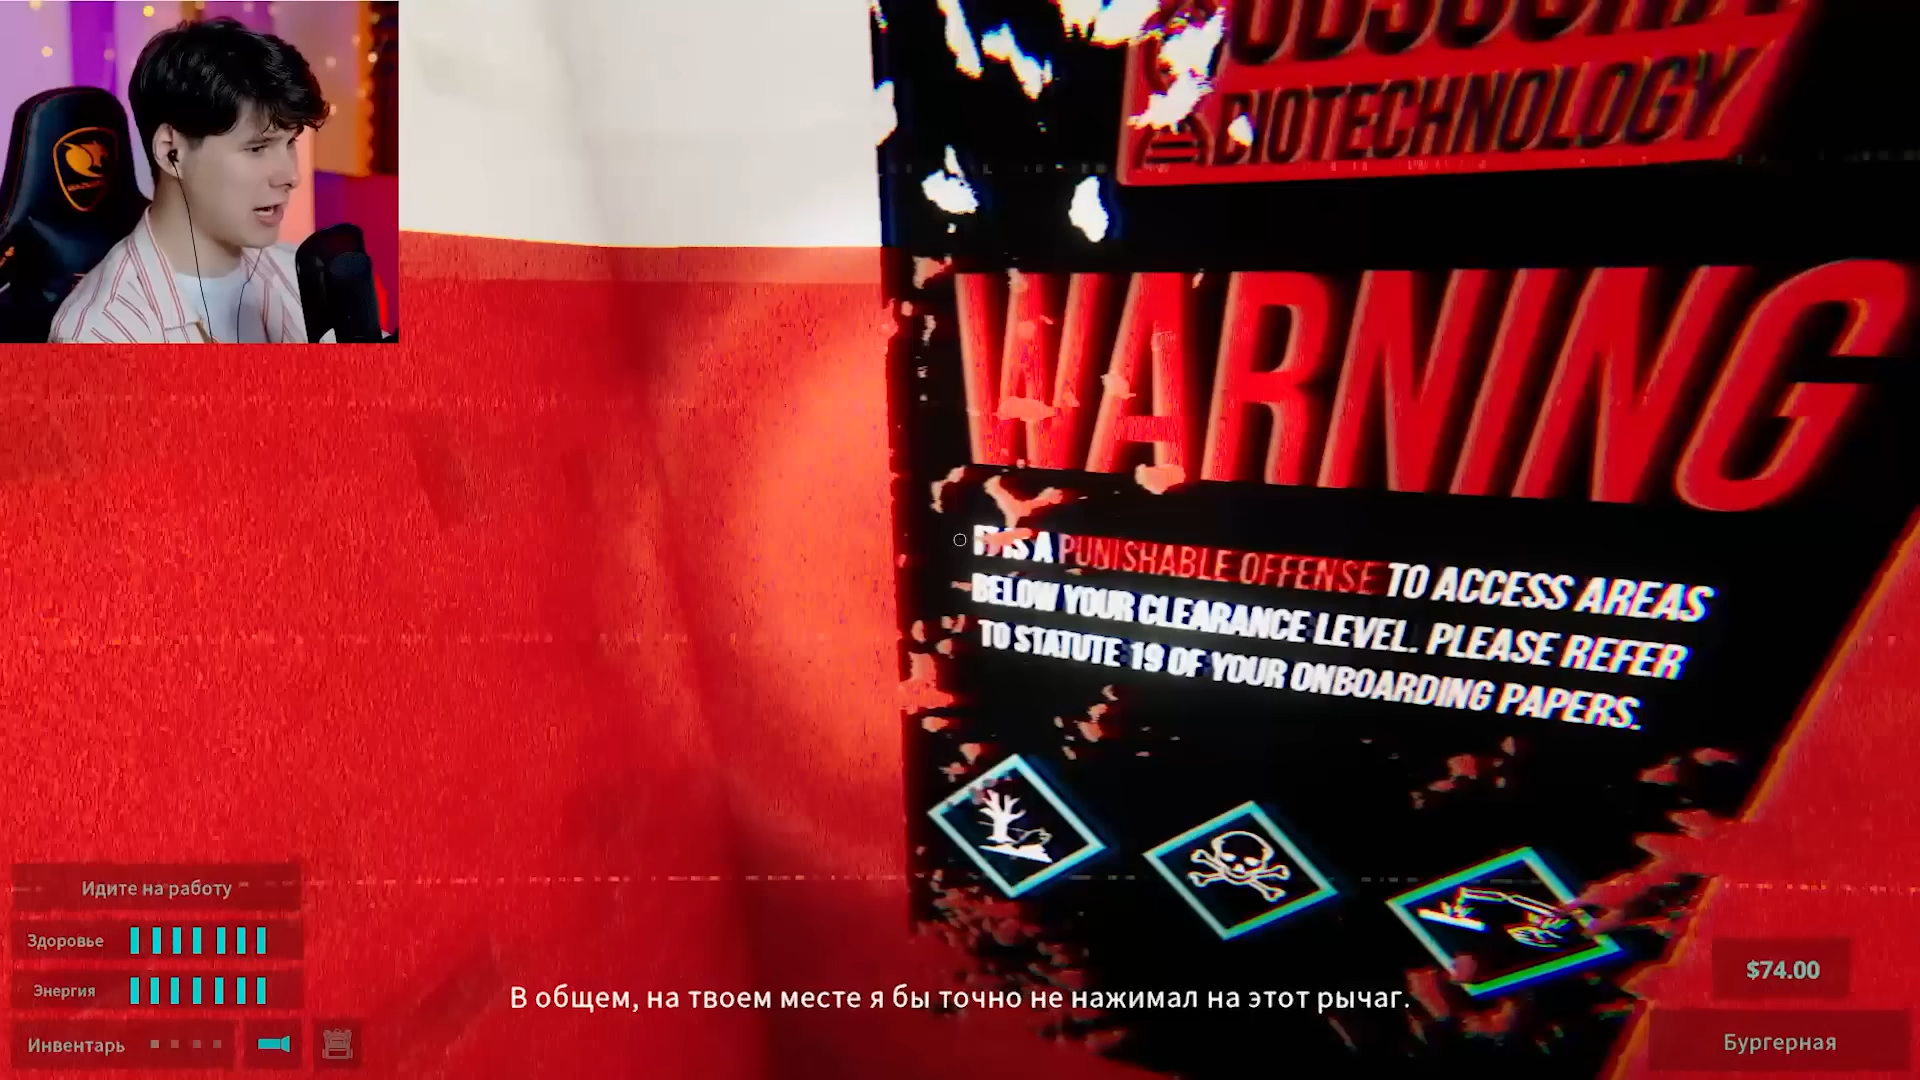 BIOTECHNOLOGY
WARNING
IT IS A PUNISHABLE OFFENSE TO ACCESS AREAS
BELOW YOUR CLEARANCE LEVEL. PLEASE REFER
TO STATUTE 19 OF YOUR ONBOARDING PAPERS.
Идите на работу
Здоровье
Энергия
Инвентарь
В общем, на твоем месте я бы точно не нажимал на этот рычаг.
$74.00
Бургерная